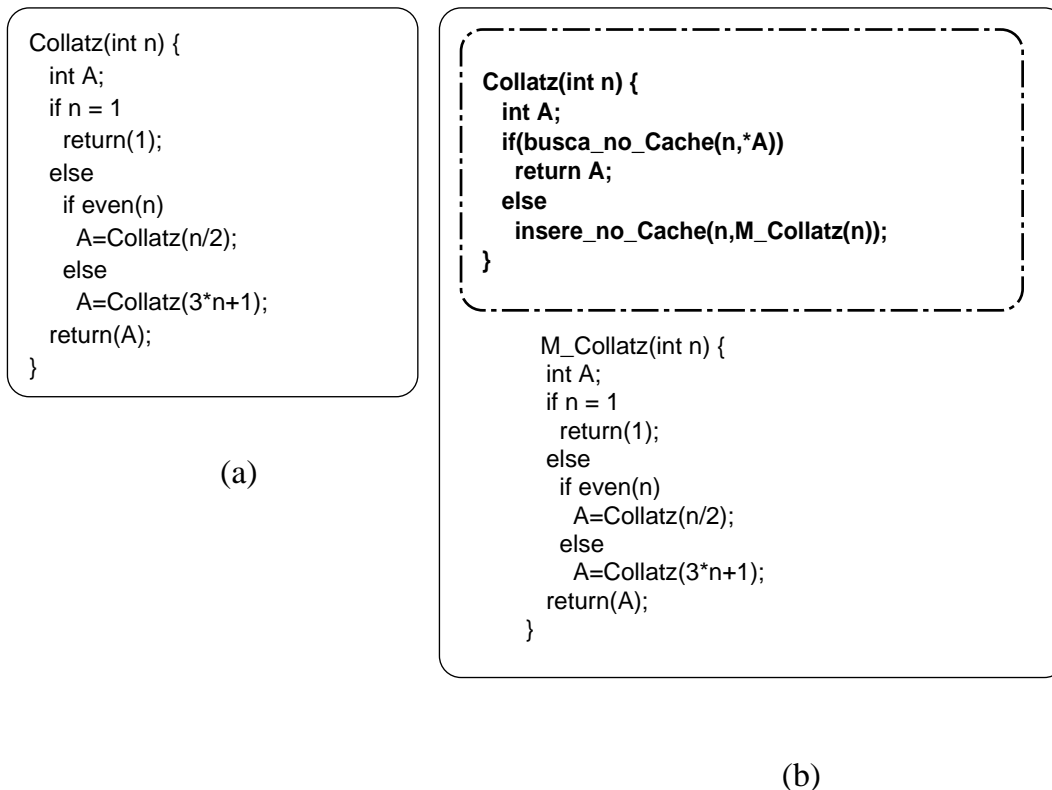 Collatz(int n) {
int A;
if n = 1
return(1);
else
if even(n)
A=Collatz(n/2);
else
A=Collatz(3*n+1);
return(A);
}
(a)
Collatz(int n) {
int A;
if(busca_no_Cache(n,*A))
return A;
else
insere_no_Cache(n,M_Collatz(n));
}
M_Collatz(int n) {
int A;
if n = 1
return(1);
else
if even(n)
A=Collatz(n/2);
else
A=Collatz(3*n+1);
return(A);
}
(b)